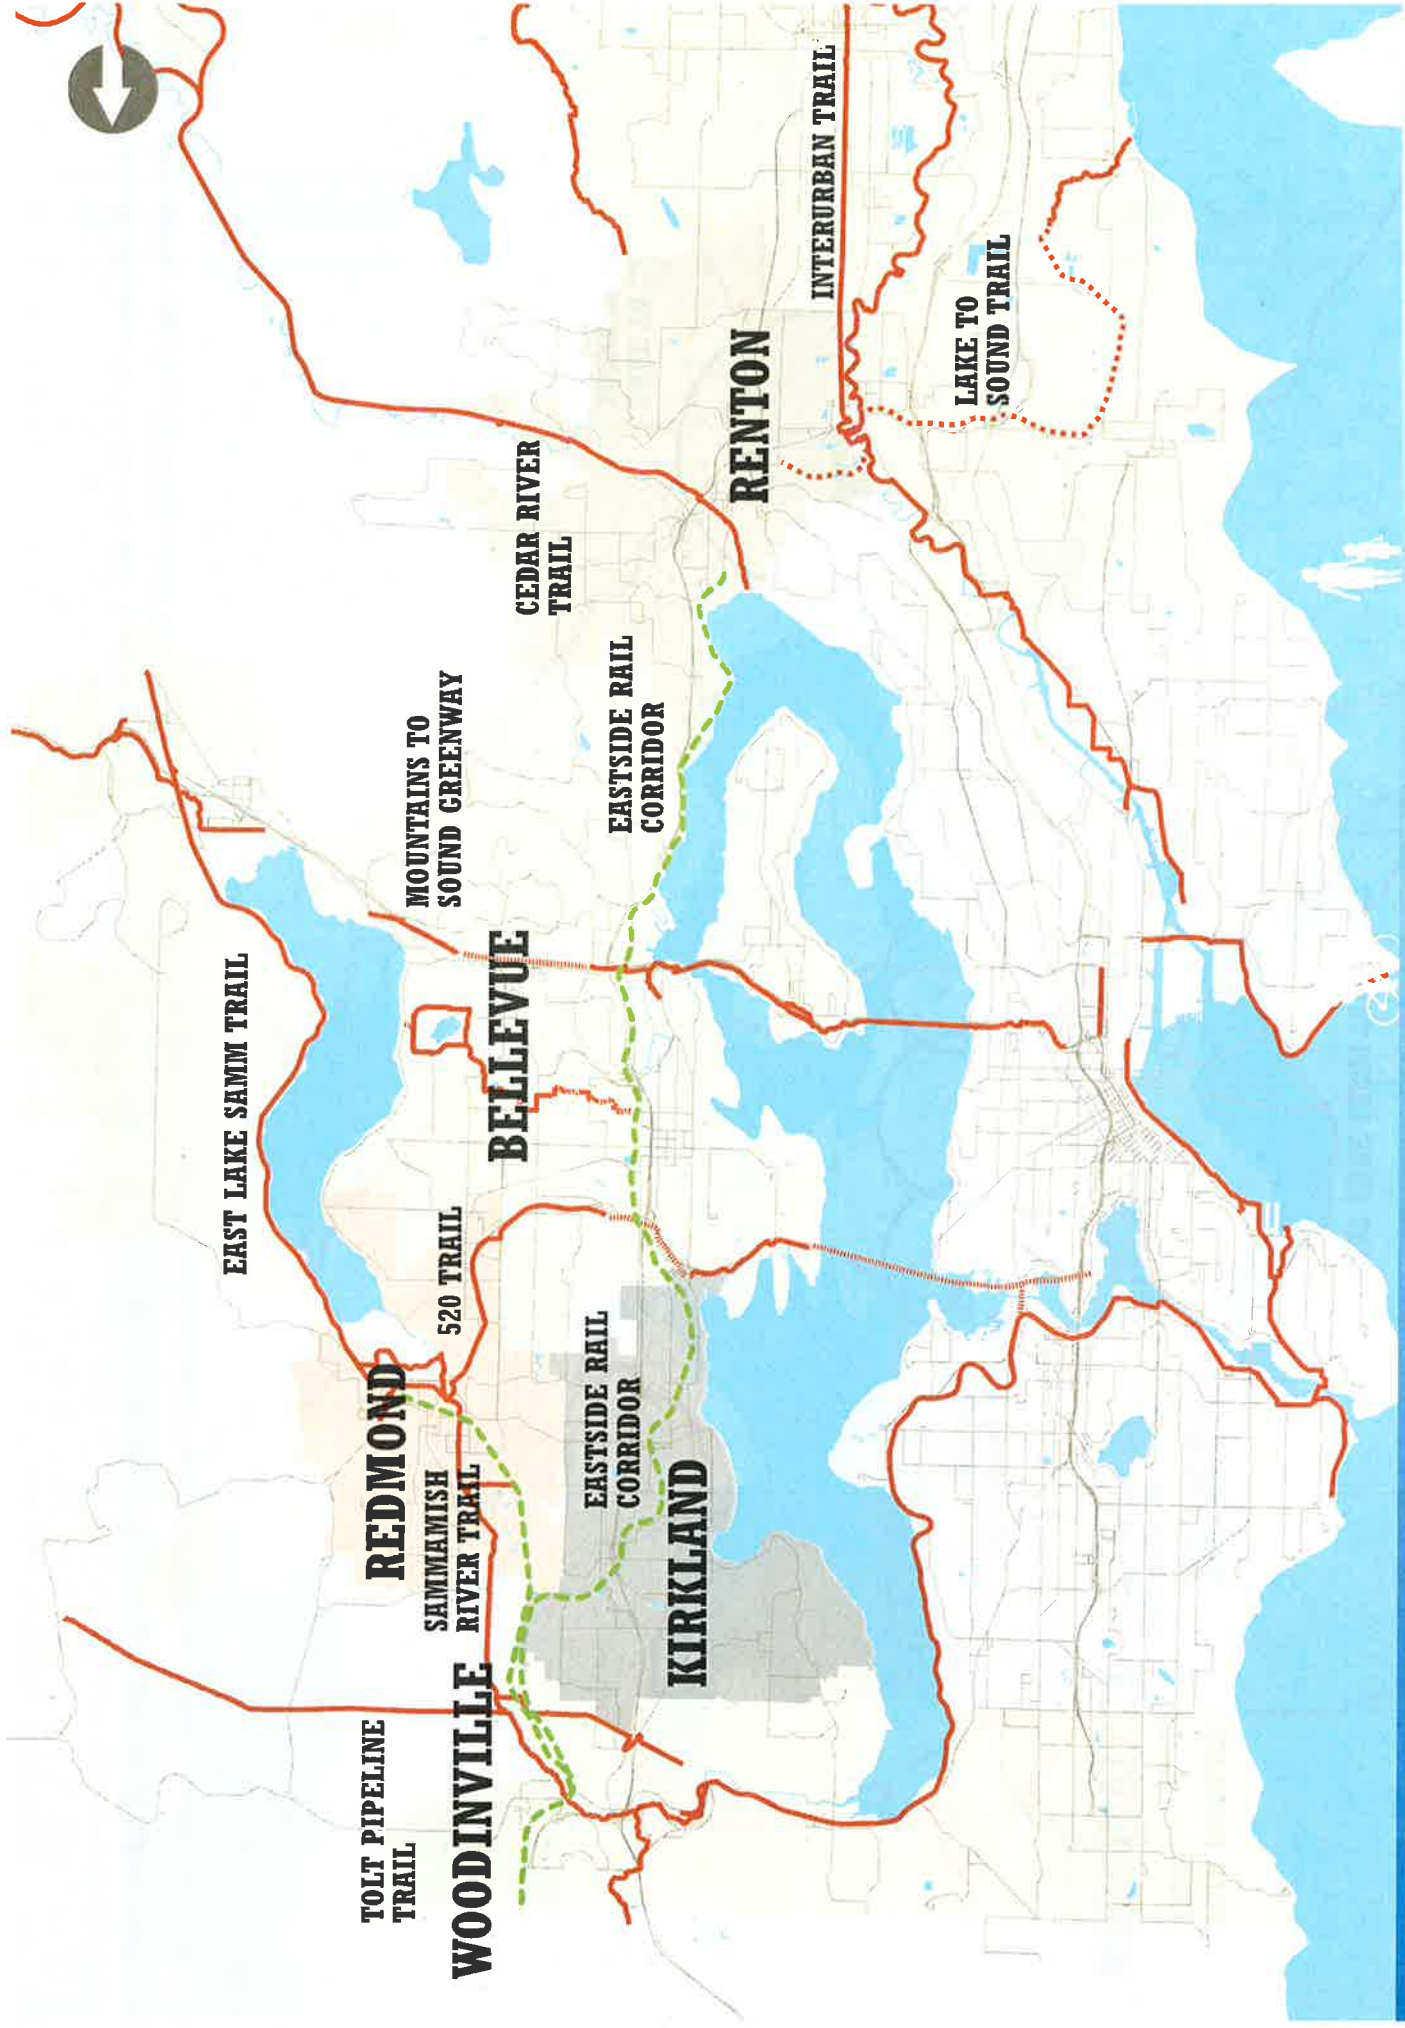 TOLT PIPELINE
TRAIL
WOODINVILLE
SAMMAMISH
RIVER TRAIL
REDMOND
KIRKLAND
EASTSIDE RAIL
CORRIDOR
520 TRAIL
EAST LAKE SAMM TRAIL
BELLEVUE
MOUNTAINS TO
SOUND GREENWAY
EASTSIDE RAIL
CORRIDOR
CEDAR RIVER
TRAIL
RENTON
INTERURBAN TRAIL
LAKE TO
SOUND TRAIL